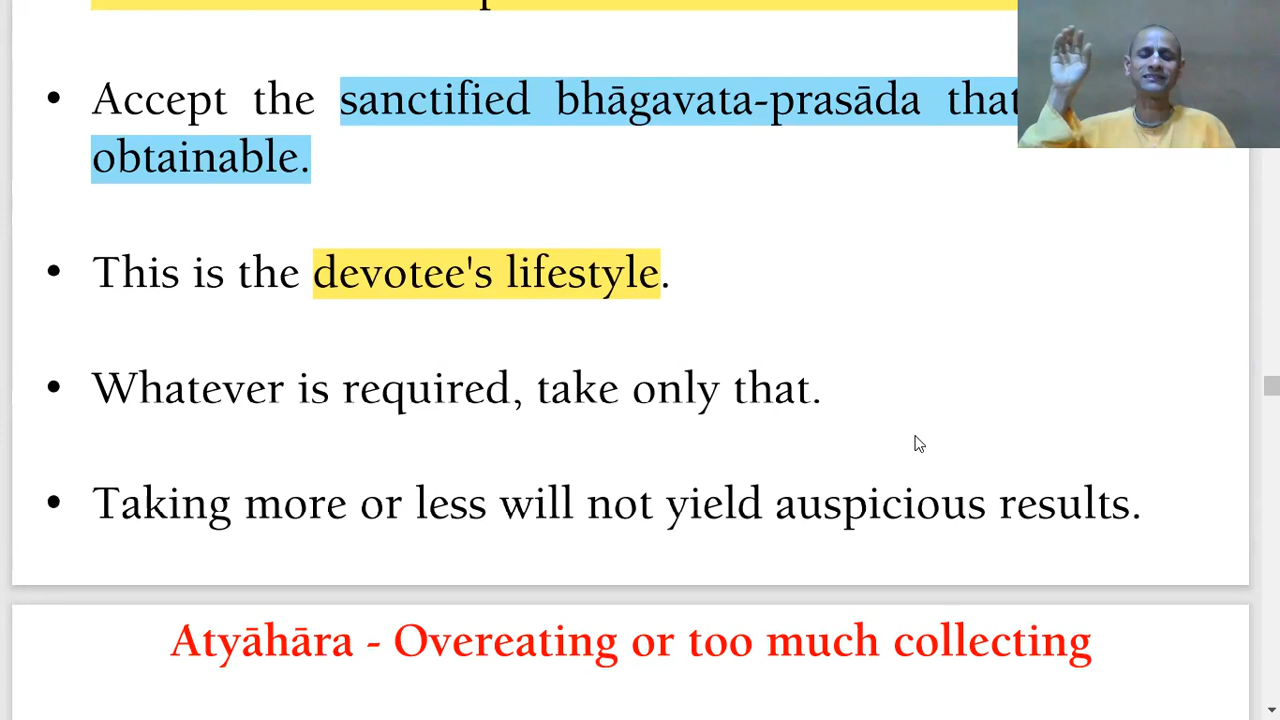 • Accept the sanctified bhāgavata-prasāda that
obtainable.
• This is the devotee's lifestyle.
• Whatever is required, take only that.
• Taking more or less will not yield auspicious results.
Atyāhāra - Overeating or too much collecting